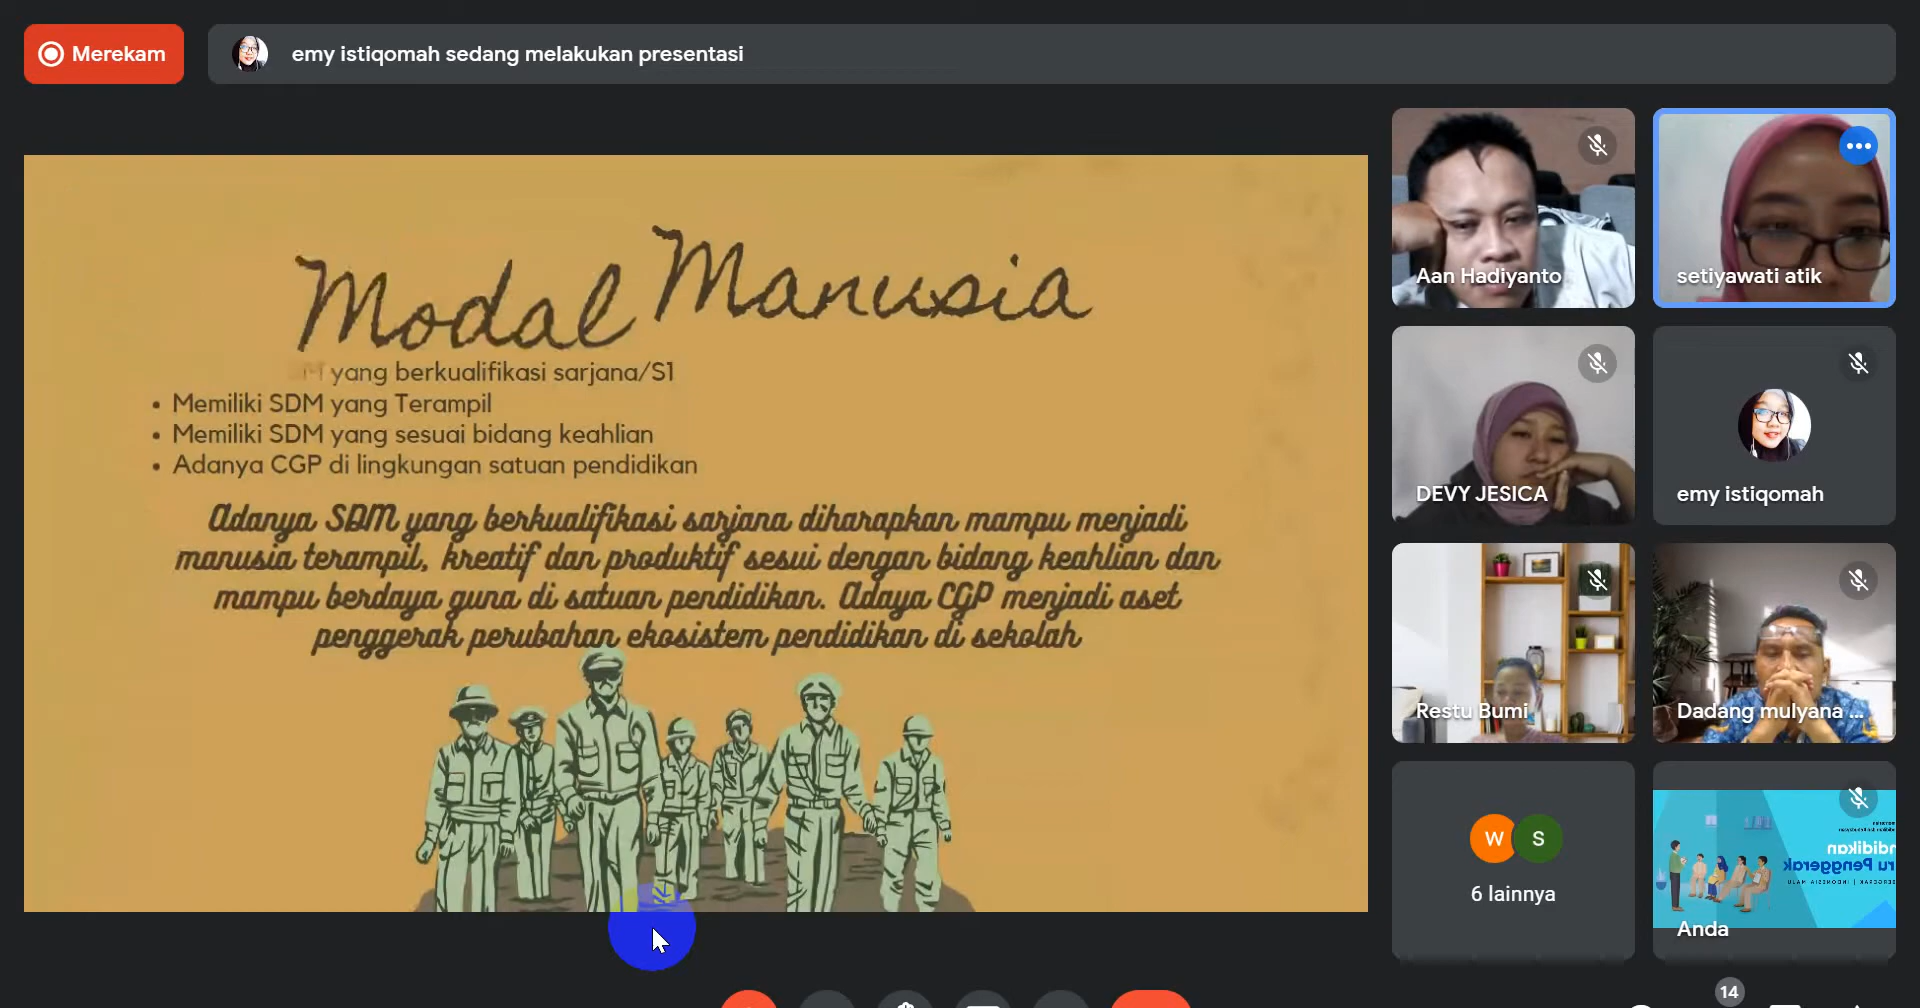 Merekam
emy istiqomah sedang melakukan presentasi
Modal Manusia
yang berkualifikasi sarjana/S1
• Memiliki SDM yang Terampil
• Memiliki SDM yang sesuai bidang keahlian
• Adanya CGP di lingkungan satuan pendidikan
Adanya SDM yang berkualifikasi sarjana diharapkan mampu menjadi
manusia terampil, kreatif dan produktif sesui dengan bidang keahlian dan
mampu berdaya guna di satuan pendidikan. Adaya CGP menjadi aset
penggerak perubahan ekosistem pendidikan di sekolah
Aan Hadiyanto
setiyawati atik
DEVY JESICA
emy istiqomah
Restu Bumi
Dadang mulyana ...
W
S
6 lainnya
ndidikan
ru Penggerak
Anda
14